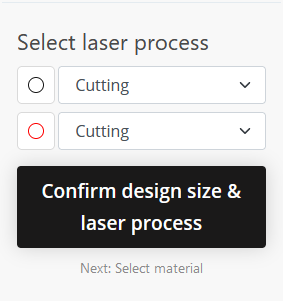 Select laser process
Cutting
Cutting
Confirm design size &
laser process
Next: Select material